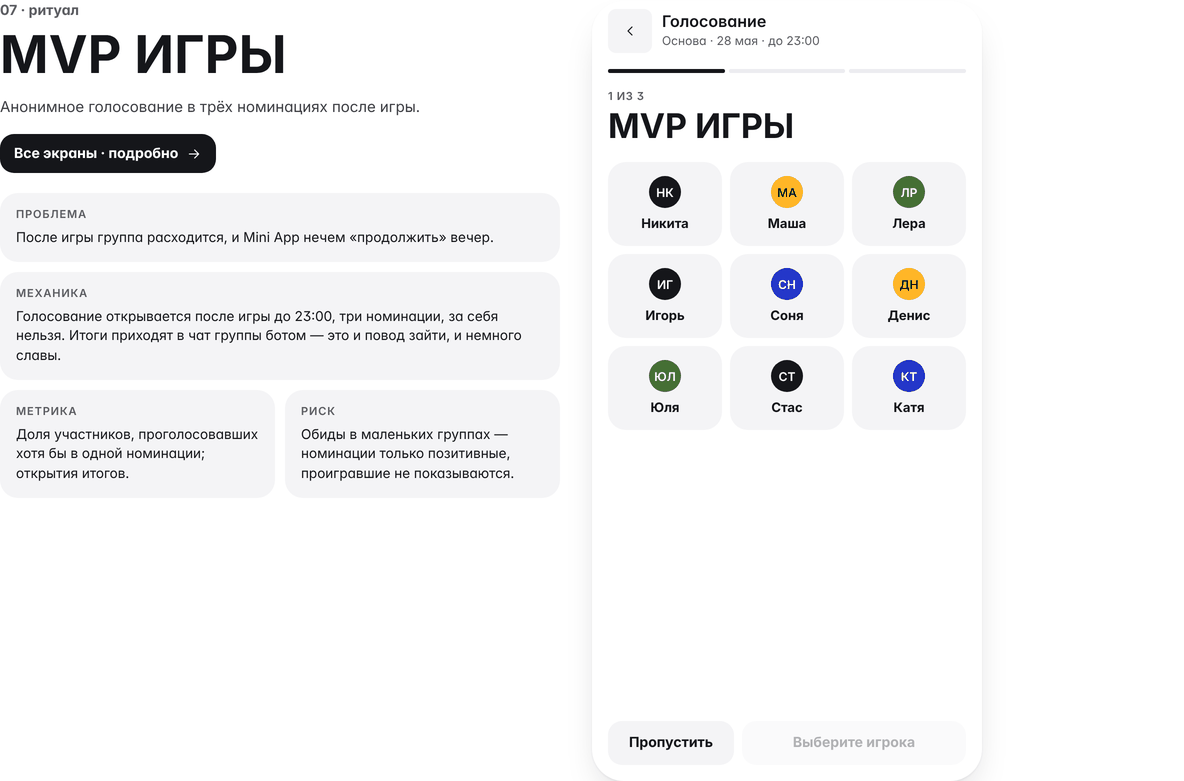 07 · ритуал
MVP ИГРЫ
Анонимное голосование в трёх номинациях после игры.
Все экраны · подробно →
ПРОБЛЕМА
После игры группа расходится, и Mini App нечем «продолжить» вечер.
МЕХАНИКА
Голосование открывается после игры до 23:00, три номинации, за себя
нельзя. Итоги приходят в чат группы ботом — это и повод зайти, и немного
славы.
МЕТРИКА
Доля участников, проголосовавших
хотя бы в одной номинации;
открытия итогов.
РИСК
Обиды в маленьких группах —
номинации только позитивные,
проигравшие не показываются.
Голосование
Основа · 28 мая · до 23:00
1 ИЗ 3
MVP ИГРЫ
НК МА ЛР
Никита Маша Лера
ИГ СН ДН
Игорь Соня Денис
ЮЛ СТ КТ
Юля Стас Катя
Пропустить Выберите игрока